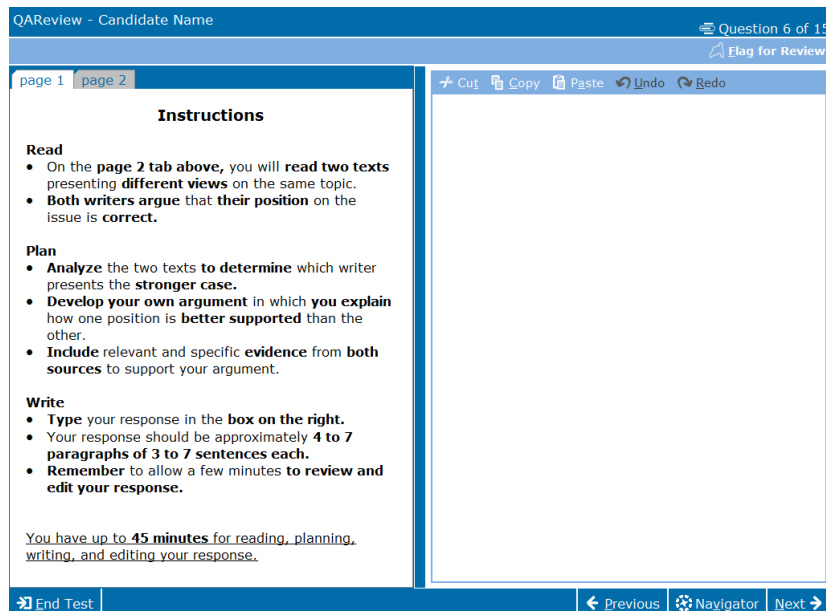 QAReview - Candidate Name
Question 6 of 15
Flag for Review
page 1 page 2
Cut Copy Paste Undo Redo
Instructions
Read
• On the page 2 tab above, you will read two texts
presenting different views on the same topic.
• Both writers argue that their position on the
issue is correct.
Plan
• Analyze the two texts to determine which writer
presents the stronger case.
• Develop your own argument in which you explain
how one position is better supported than the
other.
• Include relevant and specific evidence from both
sources to support your argument.
Write
• Type your response in the box on the right.
• Your response should be approximately 4 to 7
paragraphs of 3 to 7 sentences each.
• Remember to allow a few minutes to review and
edit your response.
You have up to 45 minutes for reading, planning,
writing, and editing your response.
End Test
Previous Navigator Next